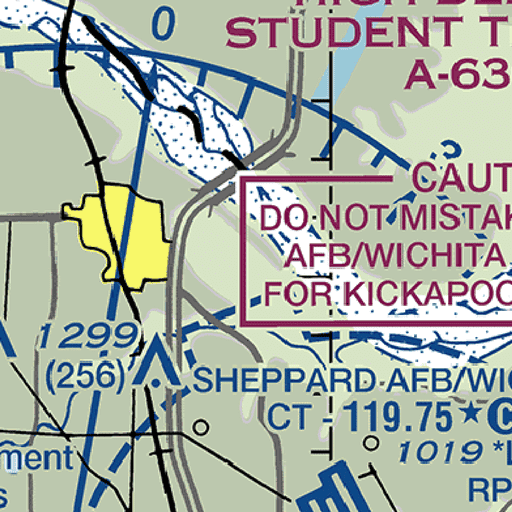 0
STUDENT T
A-63
CAUT
DO NOT MISTAK
AFB/WICHITA
FOR KICKAPOO
1299
(256)
SHEPPARD AFB/WIC
CT - 119.75 ★ C
1019 *L
ment
s
RP